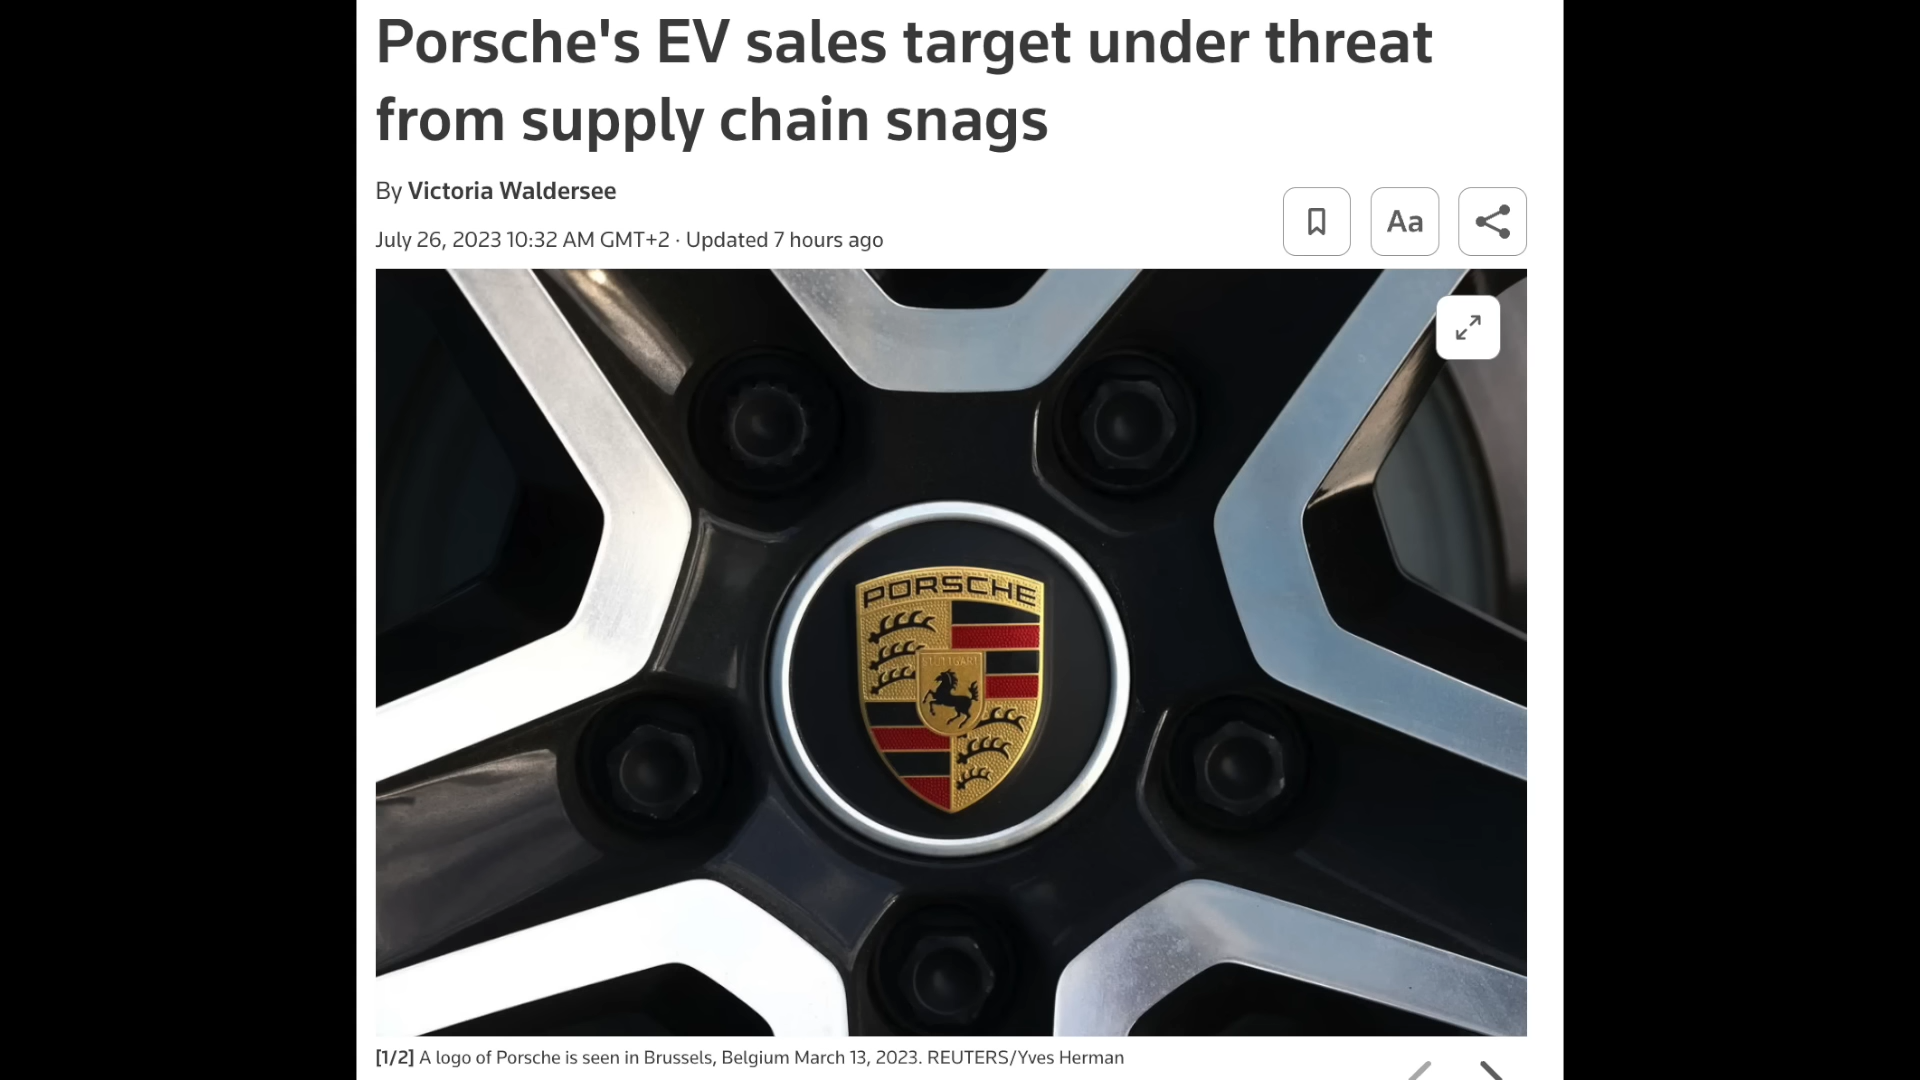 Porsche's EV sales target under threat
from supply chain snags
By Victoria Waldersee
July 26, 2023 10:32 AM GMT+2 · Updated 7 hours ago
Aa
PORSCHE
STUTTGART
[1/2] A logo of Porsche is seen in Brussels, Belgium March 13, 2023. REUTERS/Yves Herman